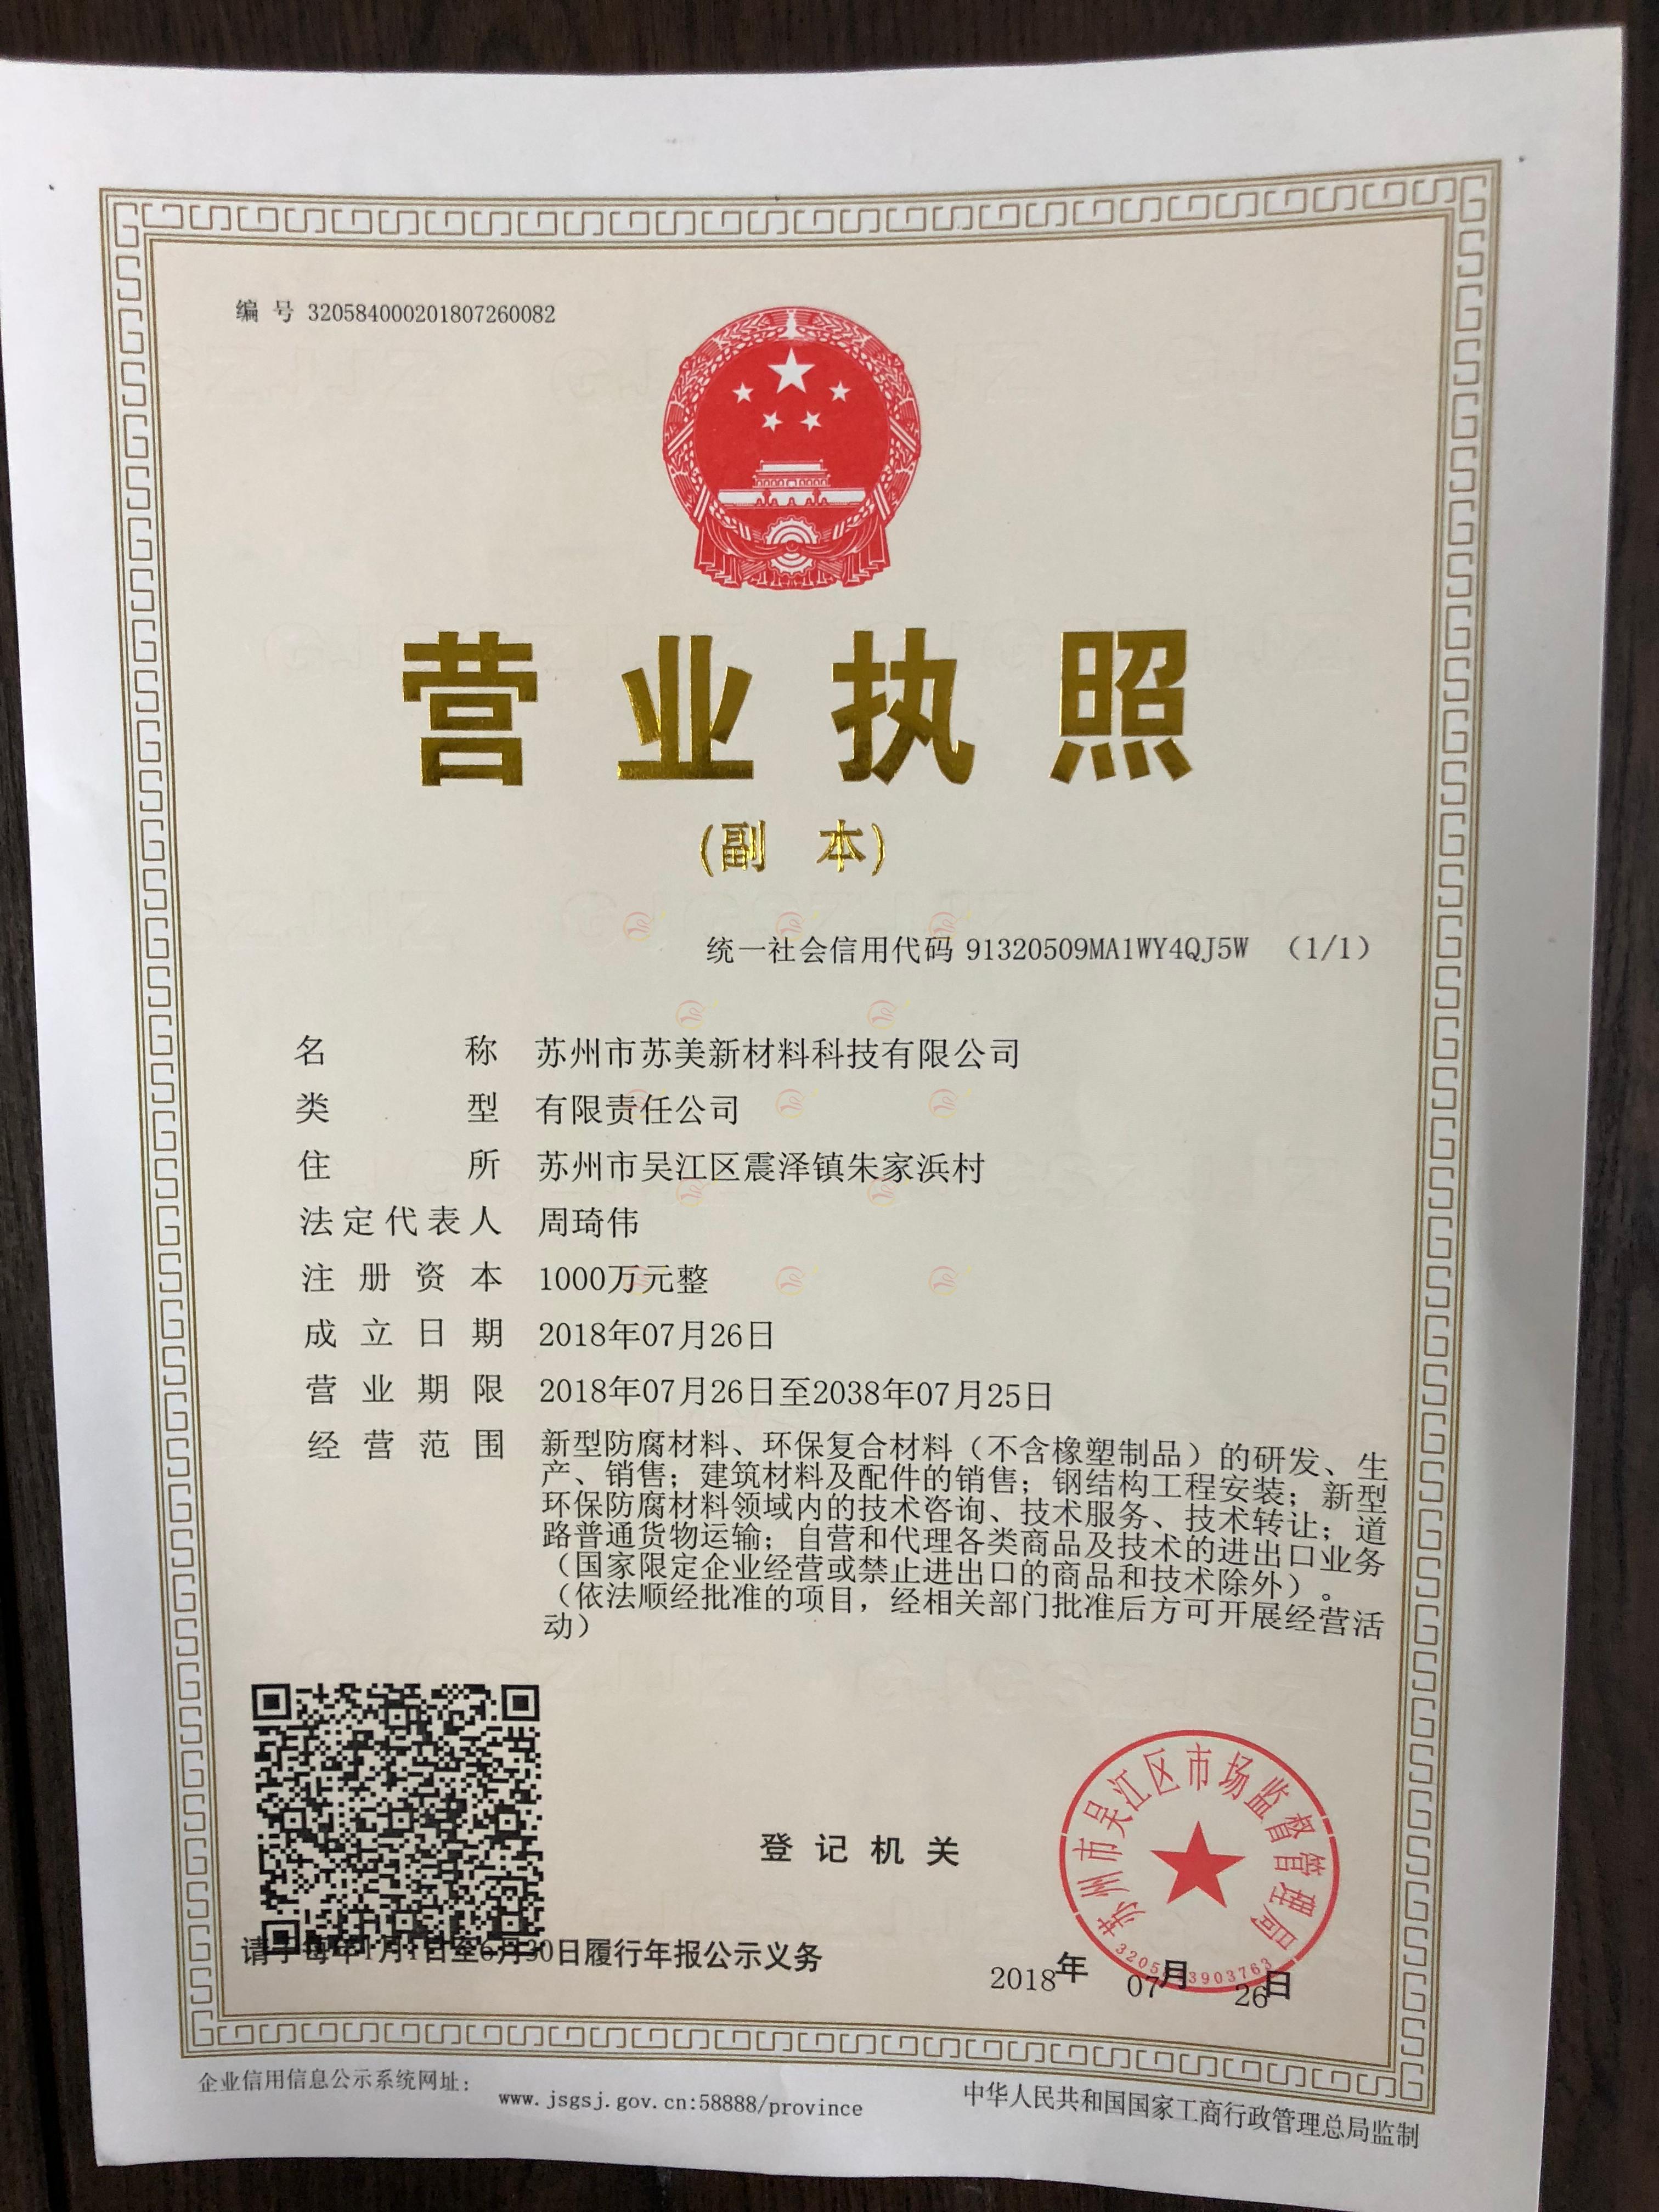 编 号 320584000201807260082
营业执照
(副 本)
统一社会信用代码 91320509MA1WY4QJ5W （1/1）
名 称 苏州市苏美新材料科技有限公司
类 型 有限责任公司
住 所 苏州市吴江区震泽镇朱家浜村
法定代表人 周琦伟
注 册 资 本 1000万元整
成 立 日 期 2018年07月26日
营 业 期 限 2018年07月26日至2038年07月25日
经 营 范 围 新型防腐材料、环保复合材料（不含橡塑制品）的研发、生
产、销售；建筑材料及配件的销售；钢结构工程安装；新型
环保防腐材料领域内的技术咨询、技术服务、技术转让；道
路普通货物运输；自营和代理各类商品及技术的进出口业务
（国家限定企业经营或禁止进出口的商品和技术除外）。
（依法顺经批准的项目，经相关部门批准后方可开展经营活
动）
登 记 机 关
苏州市吴江区市场监督管理局
请于每年1月1日至6月30日履行年报公示义务
2018年 07月 26日
企业信用信息公示系统网址：
www.jsgsj.gov.cn:58888/province
中华人民共和国国家工商行政管理总局监制